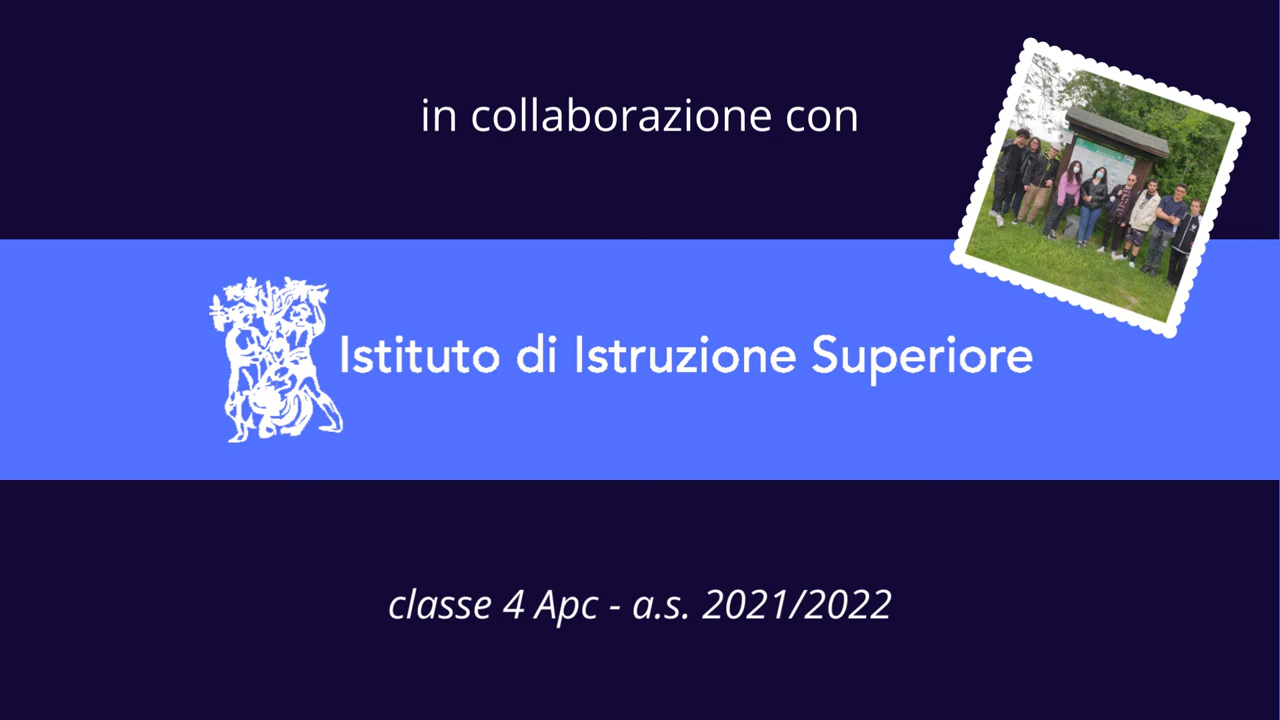 in collaborazione con
Istituto di Istruzione Superiore
classe 4 Apc - a.s. 2021/2022